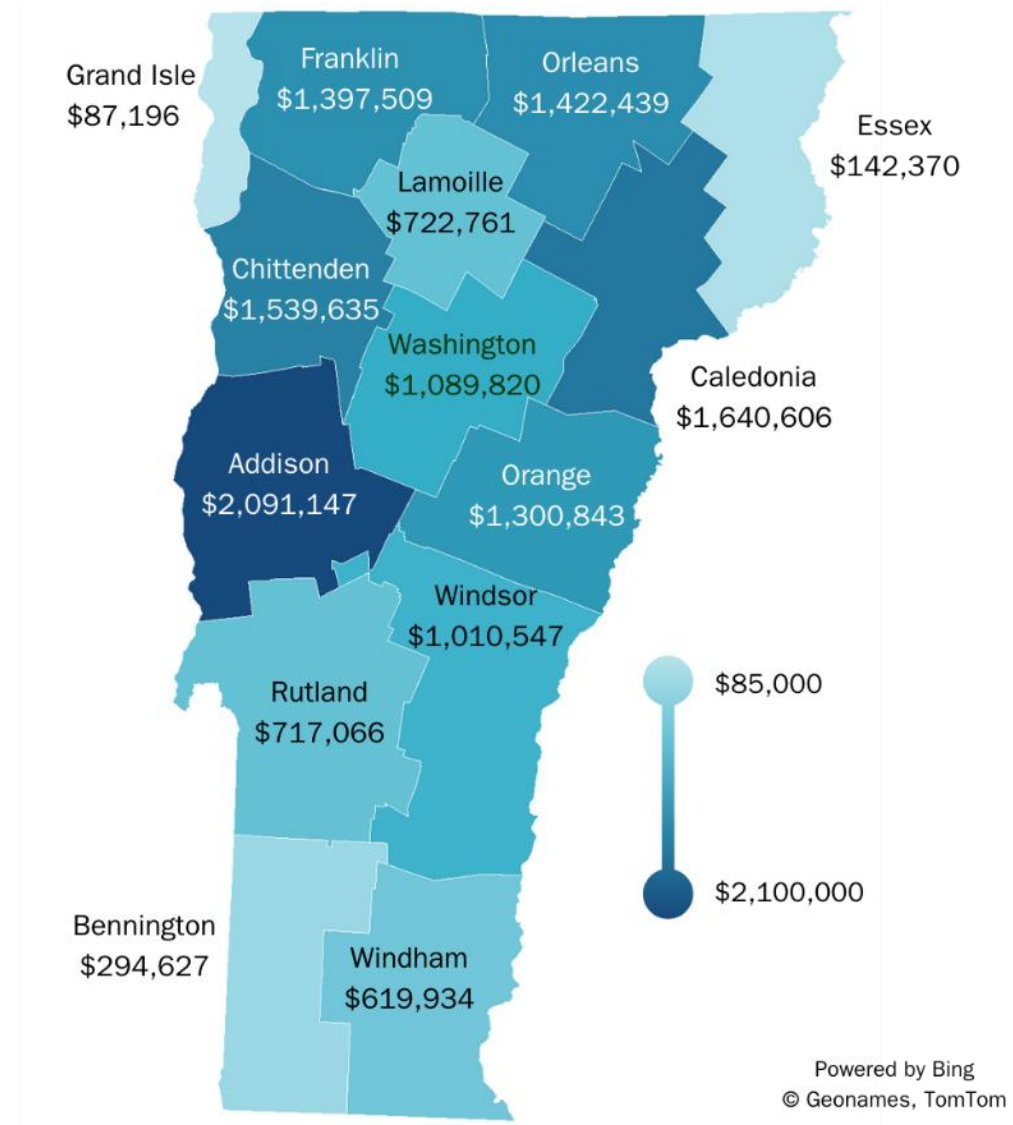 Grand Isle
$87,196
Franklin
$1,397,509
Orleans
$1,422,439
Essex
$142,370
Lamoille
$722,761
Chittenden
$1,539,635
Washington
$1,089,820
Caledonia
$1,640,606
Addison
$2,091,147
Orange
$1,300,843
Windsor
$1,010,547
Rutland
$717,066
$85,000
$2,100,000
Bennington
$294,627
Windham
$619,934
Powered by Bing
© Geonames, TomTom